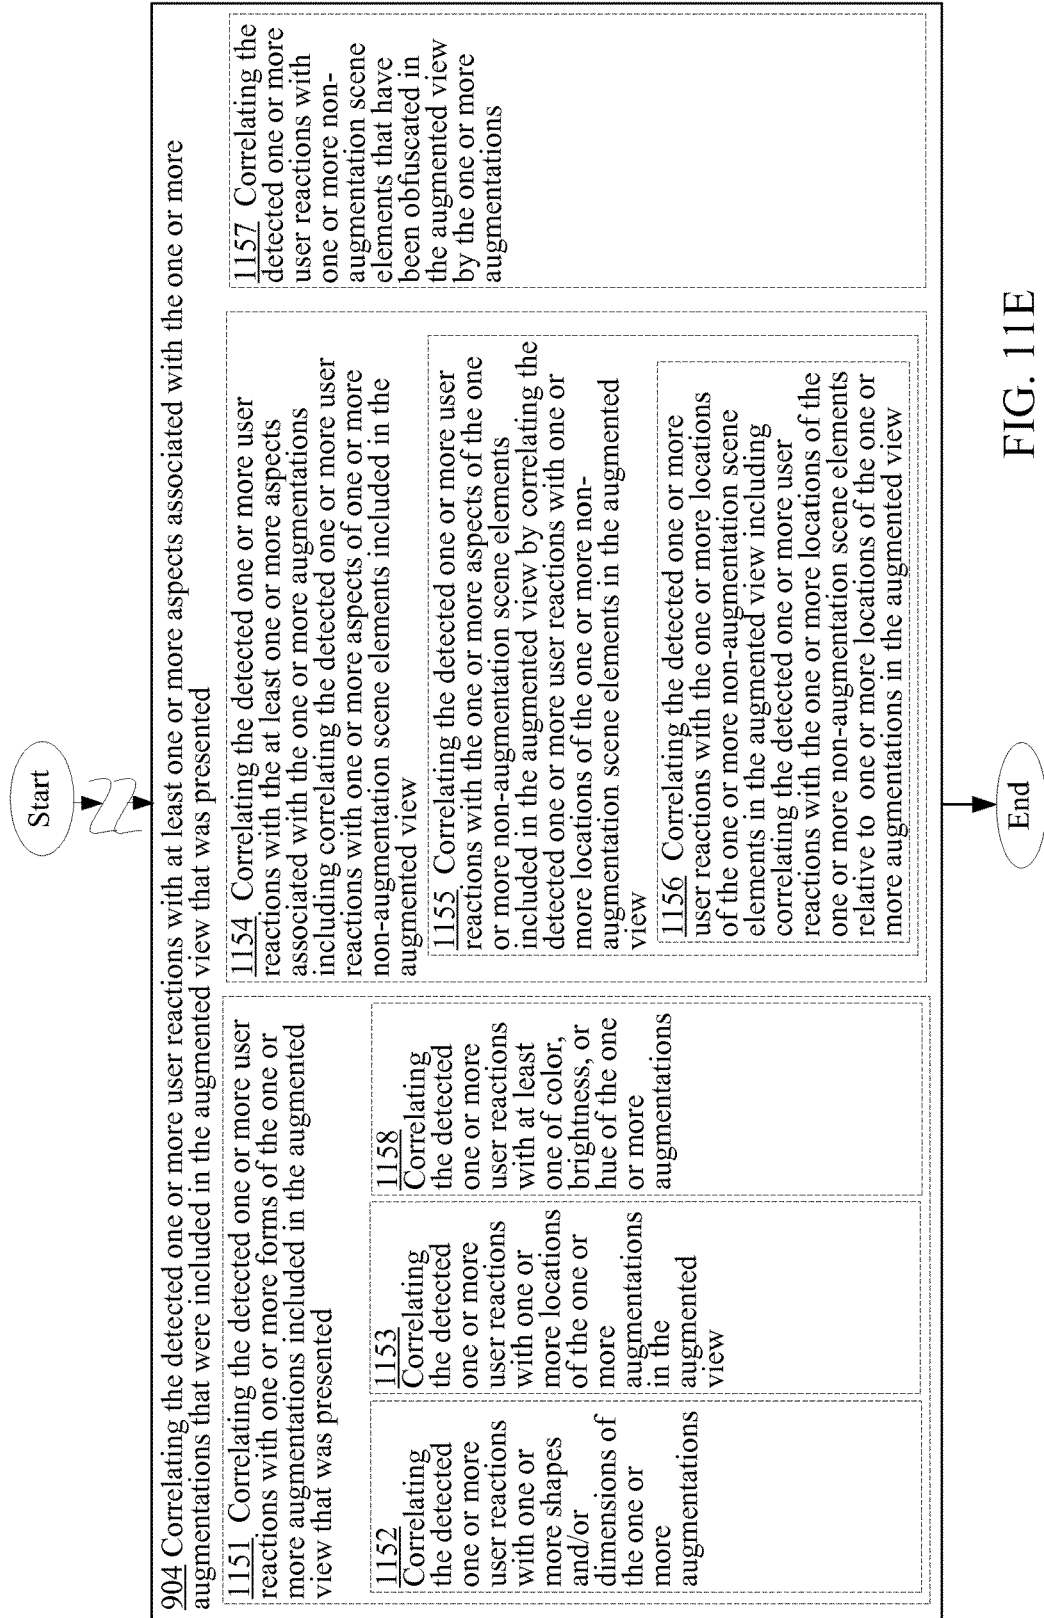 Start
904 Correlating the detected one or more user reactions with at least one or more aspects associated with the one or more
augmentations that were included in the augmented view that was presented
1151 Correlating the detected one or more user
reactions with one or more forms of the one or
more augmentations included in the augmented
view that was presented
1152
Correlating
the detected
one or more
user reactions
with one or
more shapes
and/or
dimensions of
the one or
more
augmentations
1153
Correlating
the detected
one or more
user reactions
with one or
more locations
of the one or
more
augmentations
in the
augmented
view
1158
Correlating
the detected
one or more
user reactions
with at least
one of color,
brightness, or
hue of the one
or more
augmentations
1154 Correlating the detected one or more user
reactions with the at least one or more aspects
associated with the one or more augmentations
including correlating the detected one or more user
reactions with one or more aspects of one or more
non-augmentation scene elements included in the
augmented view
1155 Correlating the detected one or more user
reactions with the one or more aspects of the one
or more non-augmentation scene elements
included in the augmented view by correlating the
detected one or more user reactions with one or
more locations of the one or more non-
augmentation scene elements in the augmented
view
1156 Correlating the detected one or more
user reactions with the one or more locations
of the one or more non-augmentation scene
elements in the augmented view including
correlating the detected one or more user
reactions with the one or more locations of the
one or more non-augmentation scene elements
relative to one or more locations of the one or
more augmentations in the augmented view
1157 Correlating the
detected one or more
user reactions with
one or more non-
augmentation scene
elements that have
been obfuscated in
the augmented view
by the one or more
augmentations
End
FIG. 11E